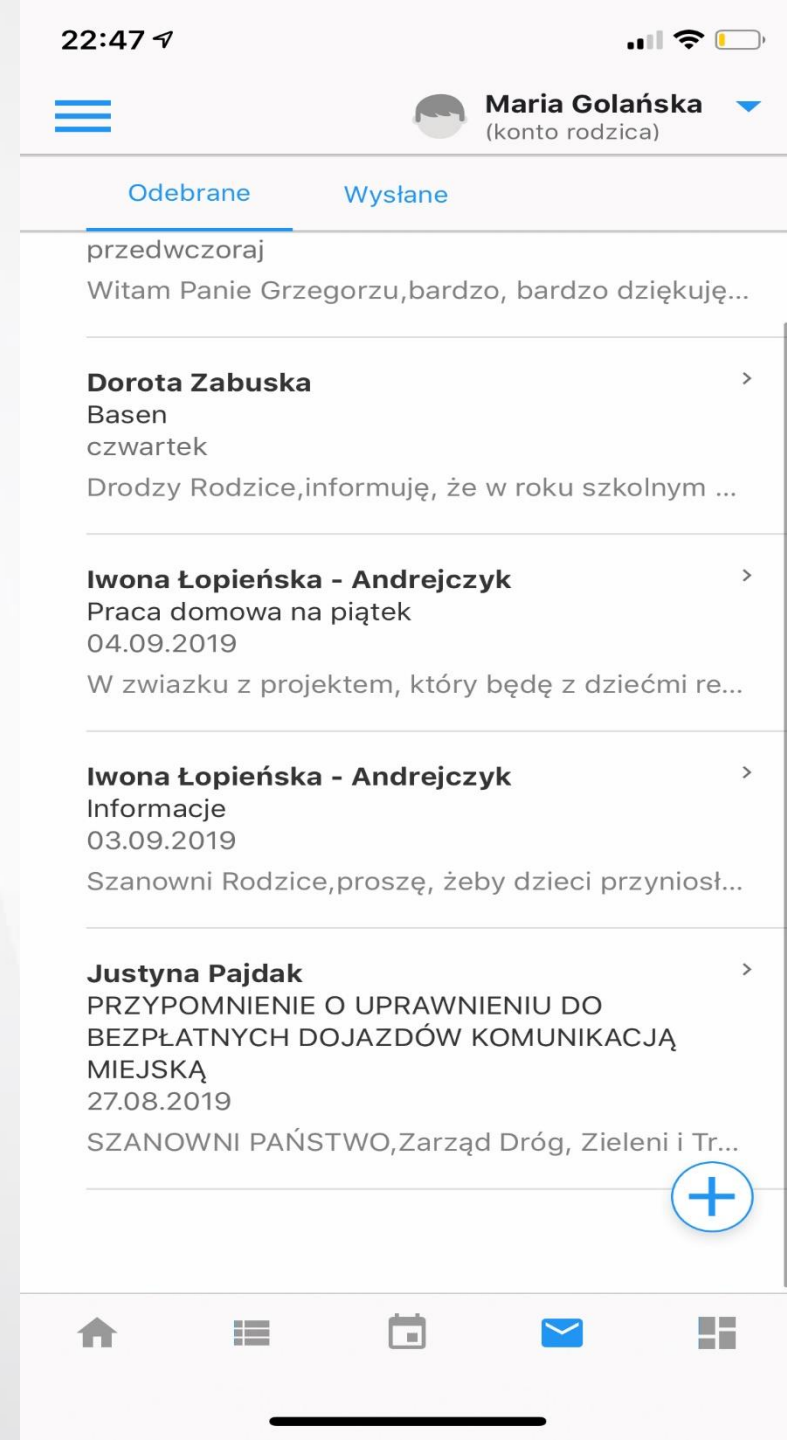 22:47
Maria Golańska
(konto rodzica)
Odebrane
Wysłane
przedwczoraj
Witam Panie Grzegorzu,bardzo, bardzo dziękuję...
Dorota Zabuska
Basen
czwartek
Drodzy Rodzice,informuję, że w roku szkolnym ...
Iwona Łopieńska - Andrejczyk
Praca domowa na piątek
04.09.2019
W zwiazku z projektem, który będę z dziećmi re...
Iwona Łopieńska - Andrejczyk
Informacje
03.09.2019
Szanowni Rodzice,proszę, żeby dzieci przyniosł...
Justyna Pajdak
PRZYPOMNIENIE O UPRAWNIENIU DO
BEZPŁATNYCH DOJAZDÓW KOMUNIKACJĄ
MIEJSKĄ
27.08.2019
SZANOWNI PAŃSTWO,Zarząd Dróg, Zieleni i Tr...